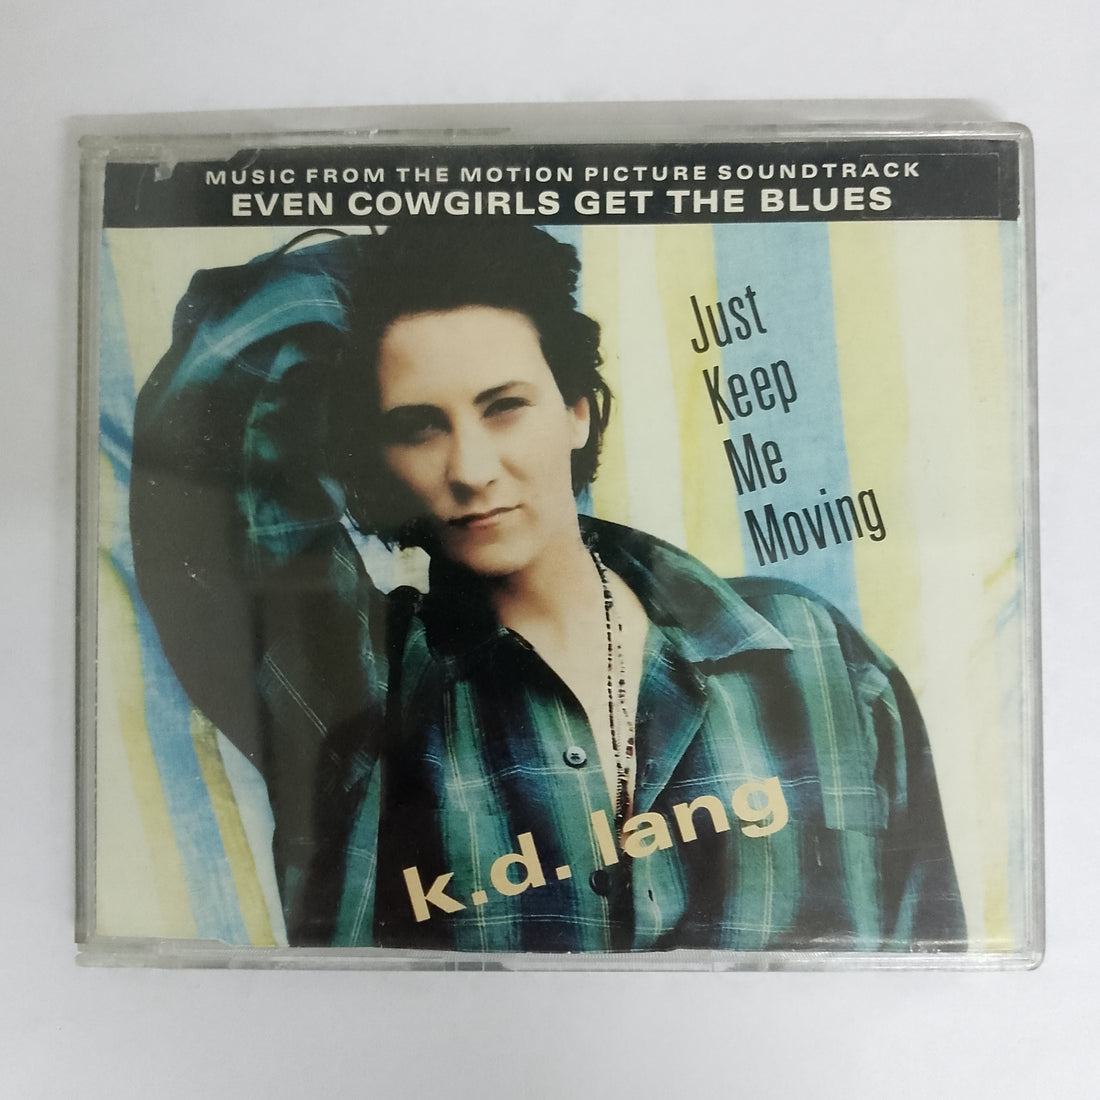 MUSIC FROM THE MOTION PICTURE SOUNDTRACK
EVEN COWGIRLS GET THE BLUES
Just
Keep
Me
Moving
k.d. lang